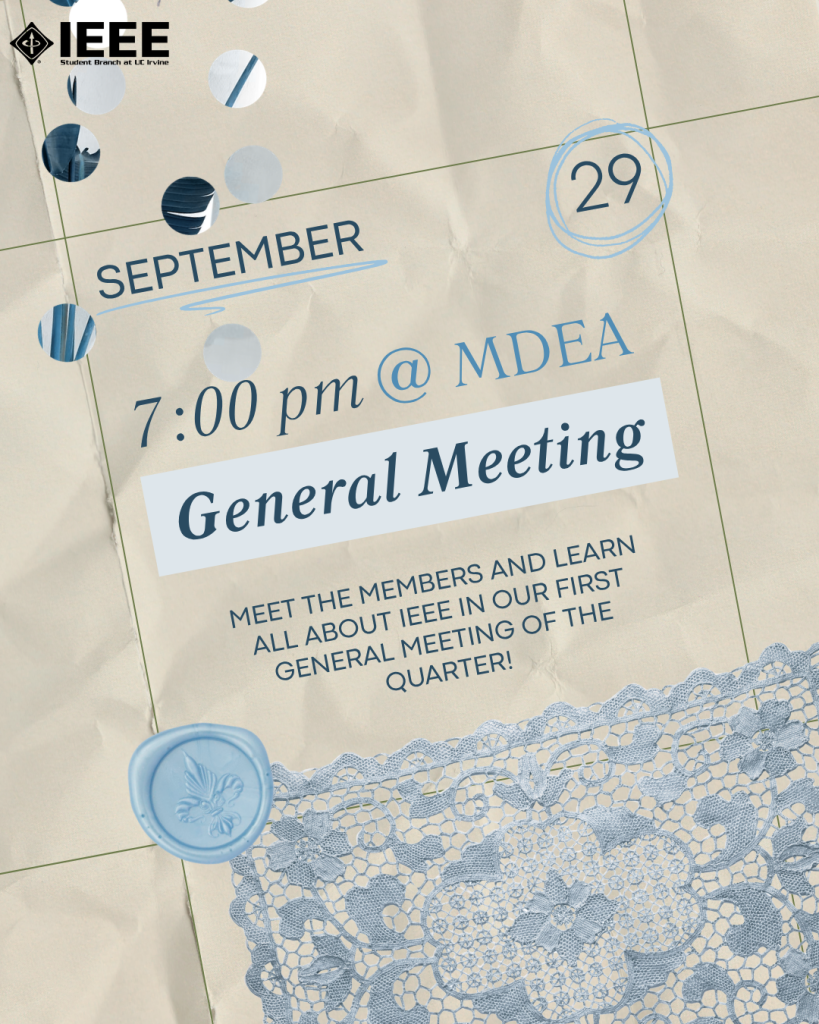 IEEE
Student Branch at UC Irvine
29
SEPTEMBER
7:00 pm @ MDEA
General Meeting
MEET THE MEMBERS AND LEARN
ALL ABOUT IEEE IN OUR FIRST
GENERAL MEETING OF THE
QUARTER!